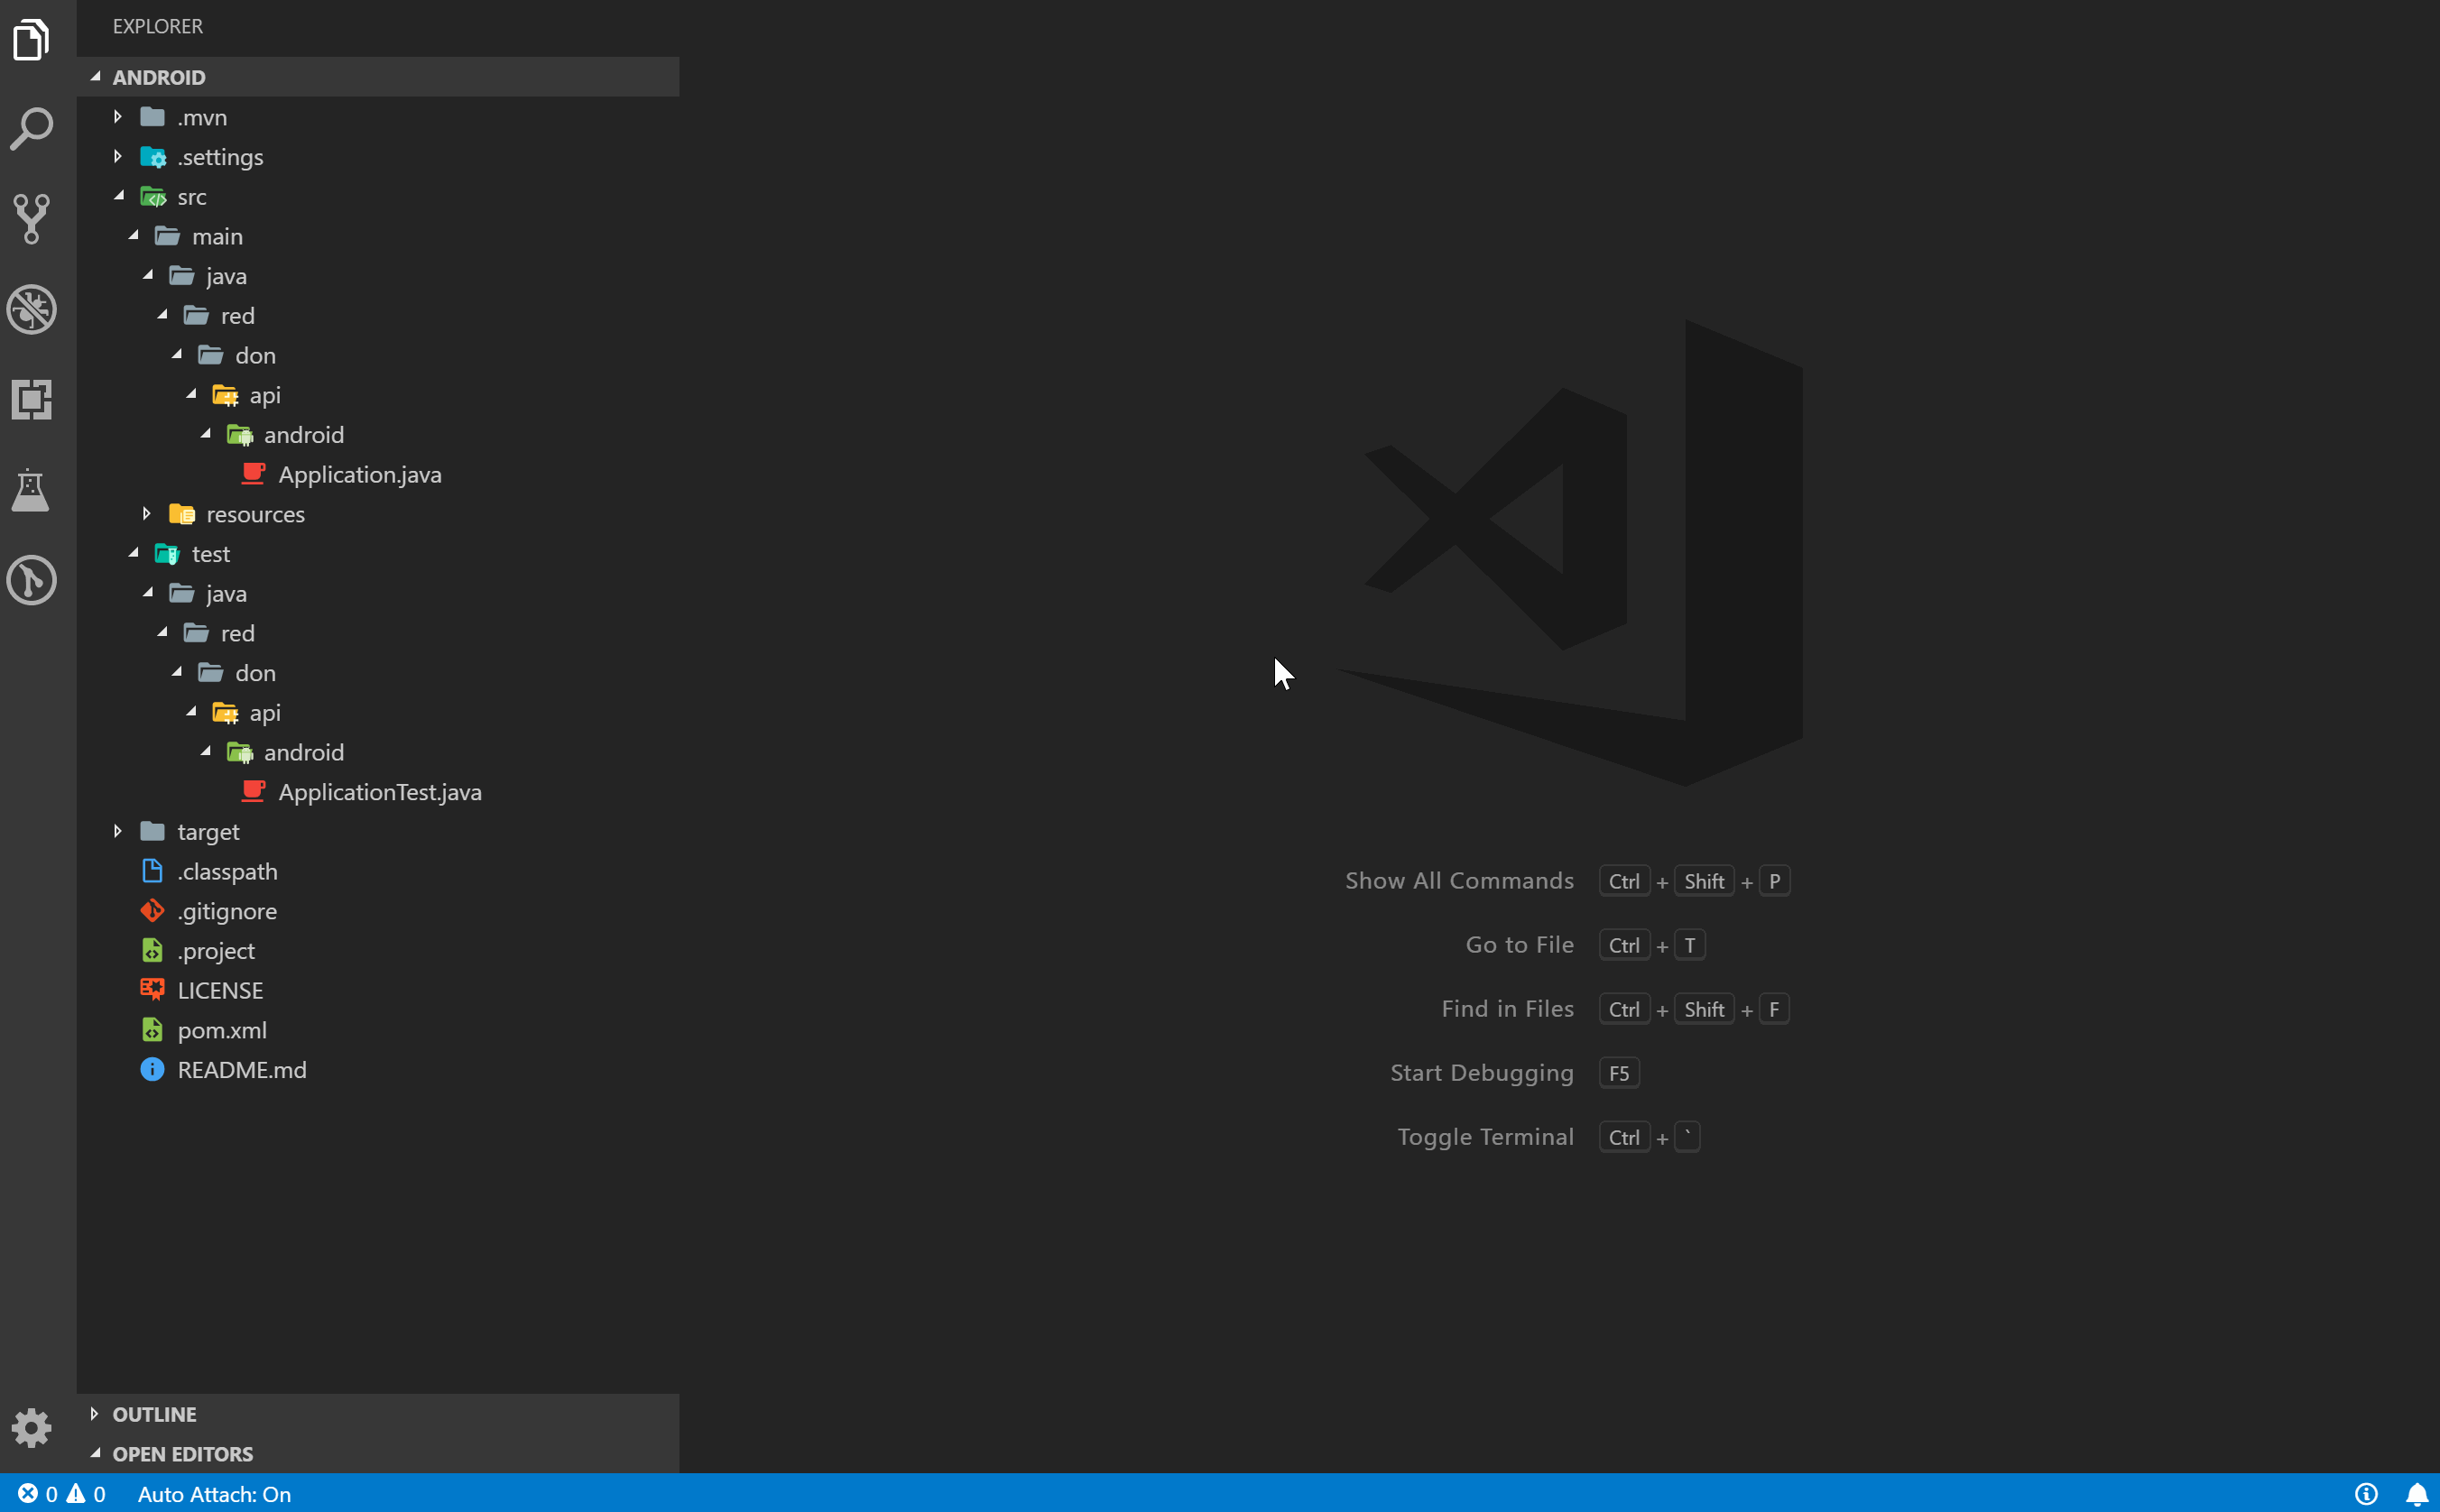 EXPLORER
ANDROID
.mvn
.settings
src
main
java
red
don
api
android
Application.java
resources
test
java
red
don
api
android
ApplicationTest.java
target
.classpath
.gitignore
.project
LICENSE
pom.xml
README.md
OUTLINE
OPEN EDITORS
Show All Commands Ctrl + Shift + P
Go to File Ctrl + T
Find in Files Ctrl + Shift + F
Start Debugging F5
Toggle Terminal Ctrl + `
0 0 Auto Attach: On